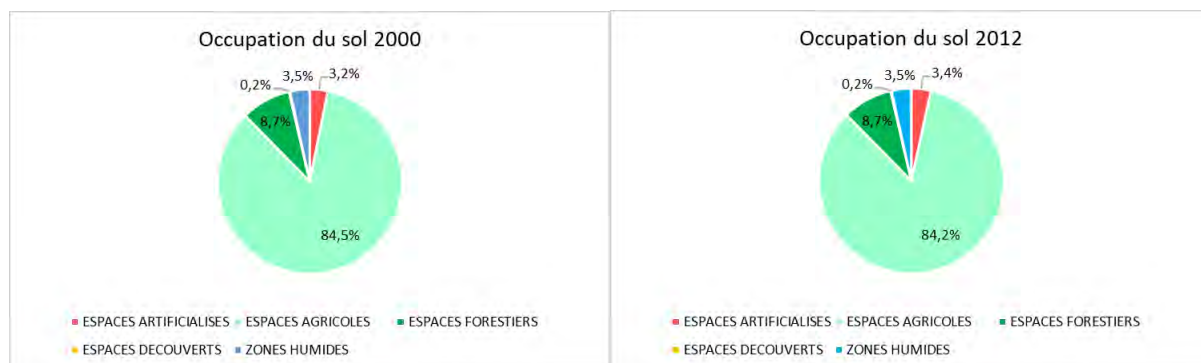 Occupation du sol 2000
0,2%
3,5%
3,2%
8,7%
84,5%
ESPACES ARTIFICIALISES
ESPACES AGRICOLES
ESPACES FORESTIERS
ESPACES DECOUVERTS
ZONES HUMIDES
Occupation du sol 2012
0,2%
3,5%
3,4%
8,7%
84,2%
ESPACES ARTIFICIALISES
ESPACES AGRICOLES
ESPACES FORESTIERS
ESPACES DECOUVERTS
ZONES HUMIDES